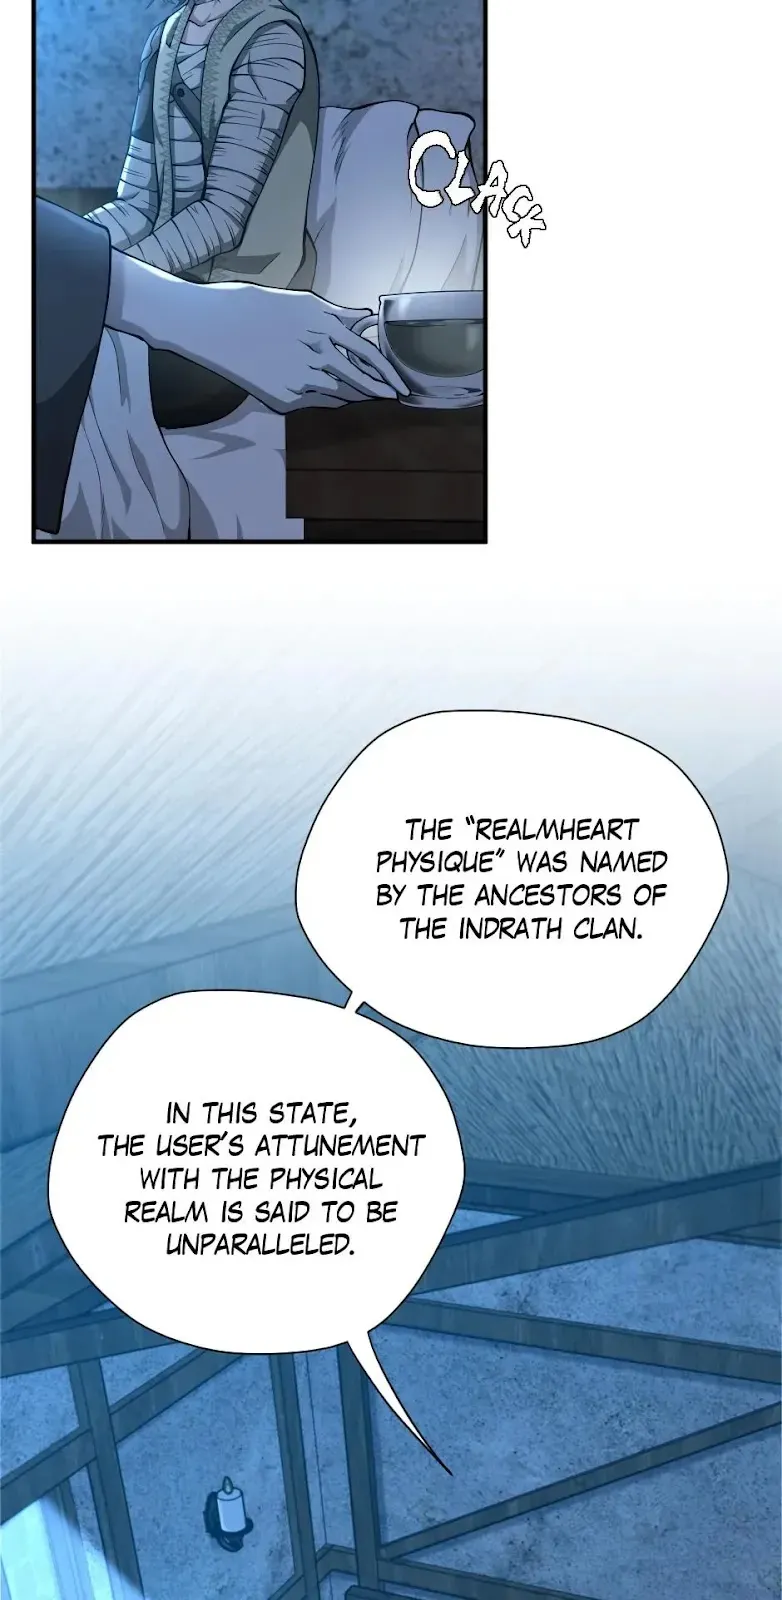 CLACK
THE "REALMHEART
PHYSIQUE" WAS NAMED
BY THE ANCESTORS OF
THE INDRATH CLAN.
IN THIS STATE,
THE USER'S ATTUNEMENT
WITH THE PHYSICAL
REALM IS SAID TO BE
UNPARALLELED.